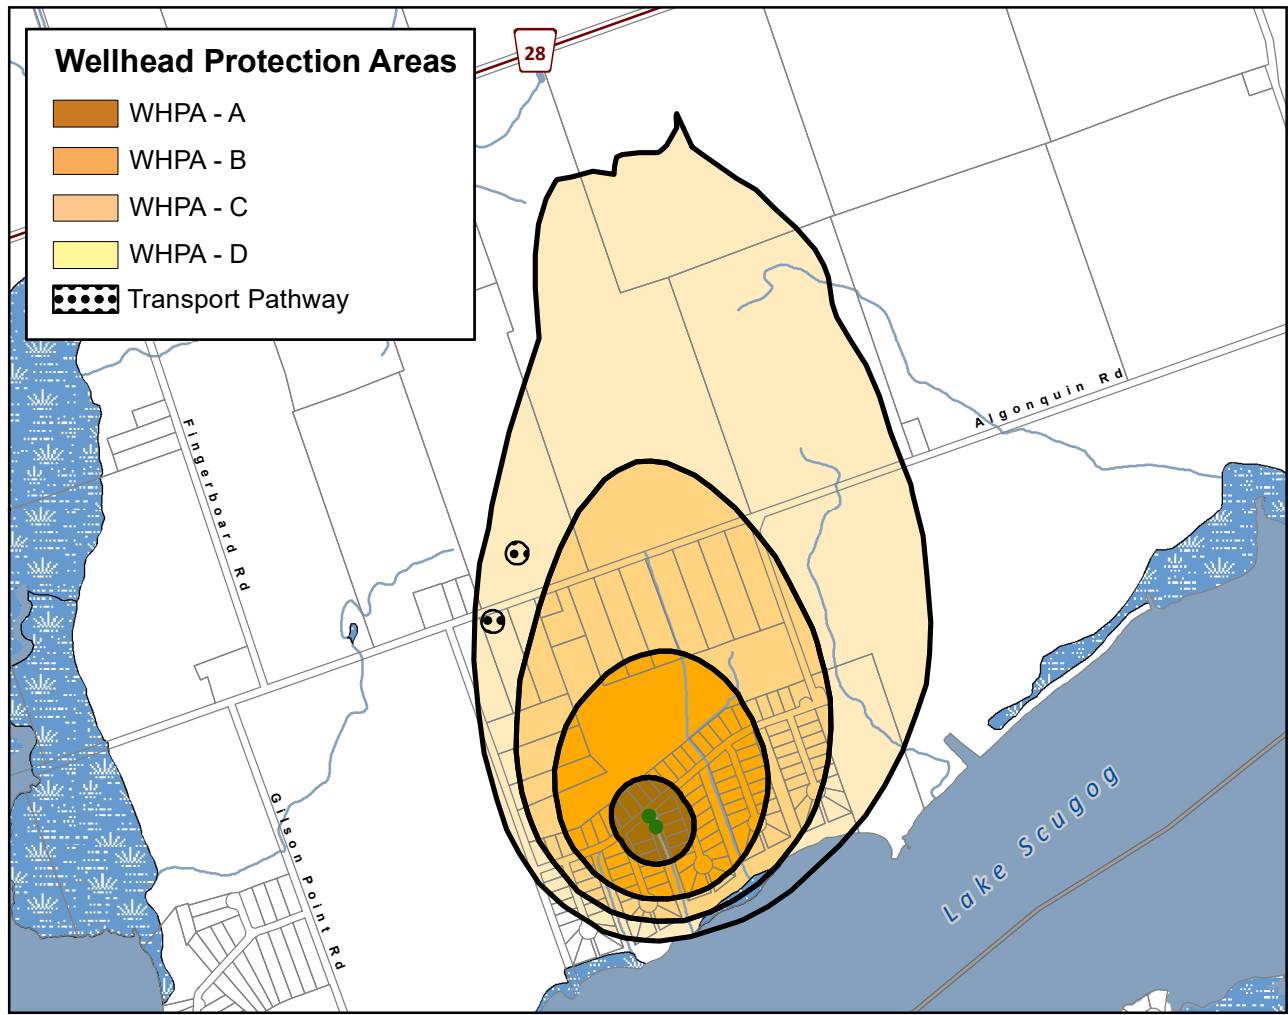 Wellhead Protection Areas
WHPA - A
WHPA - B
WHPA - C
WHPA - D
Transport Pathway
28
Algonquin Rd
Fingerboard Rd
Gilson Point Rd
Lake Scugog